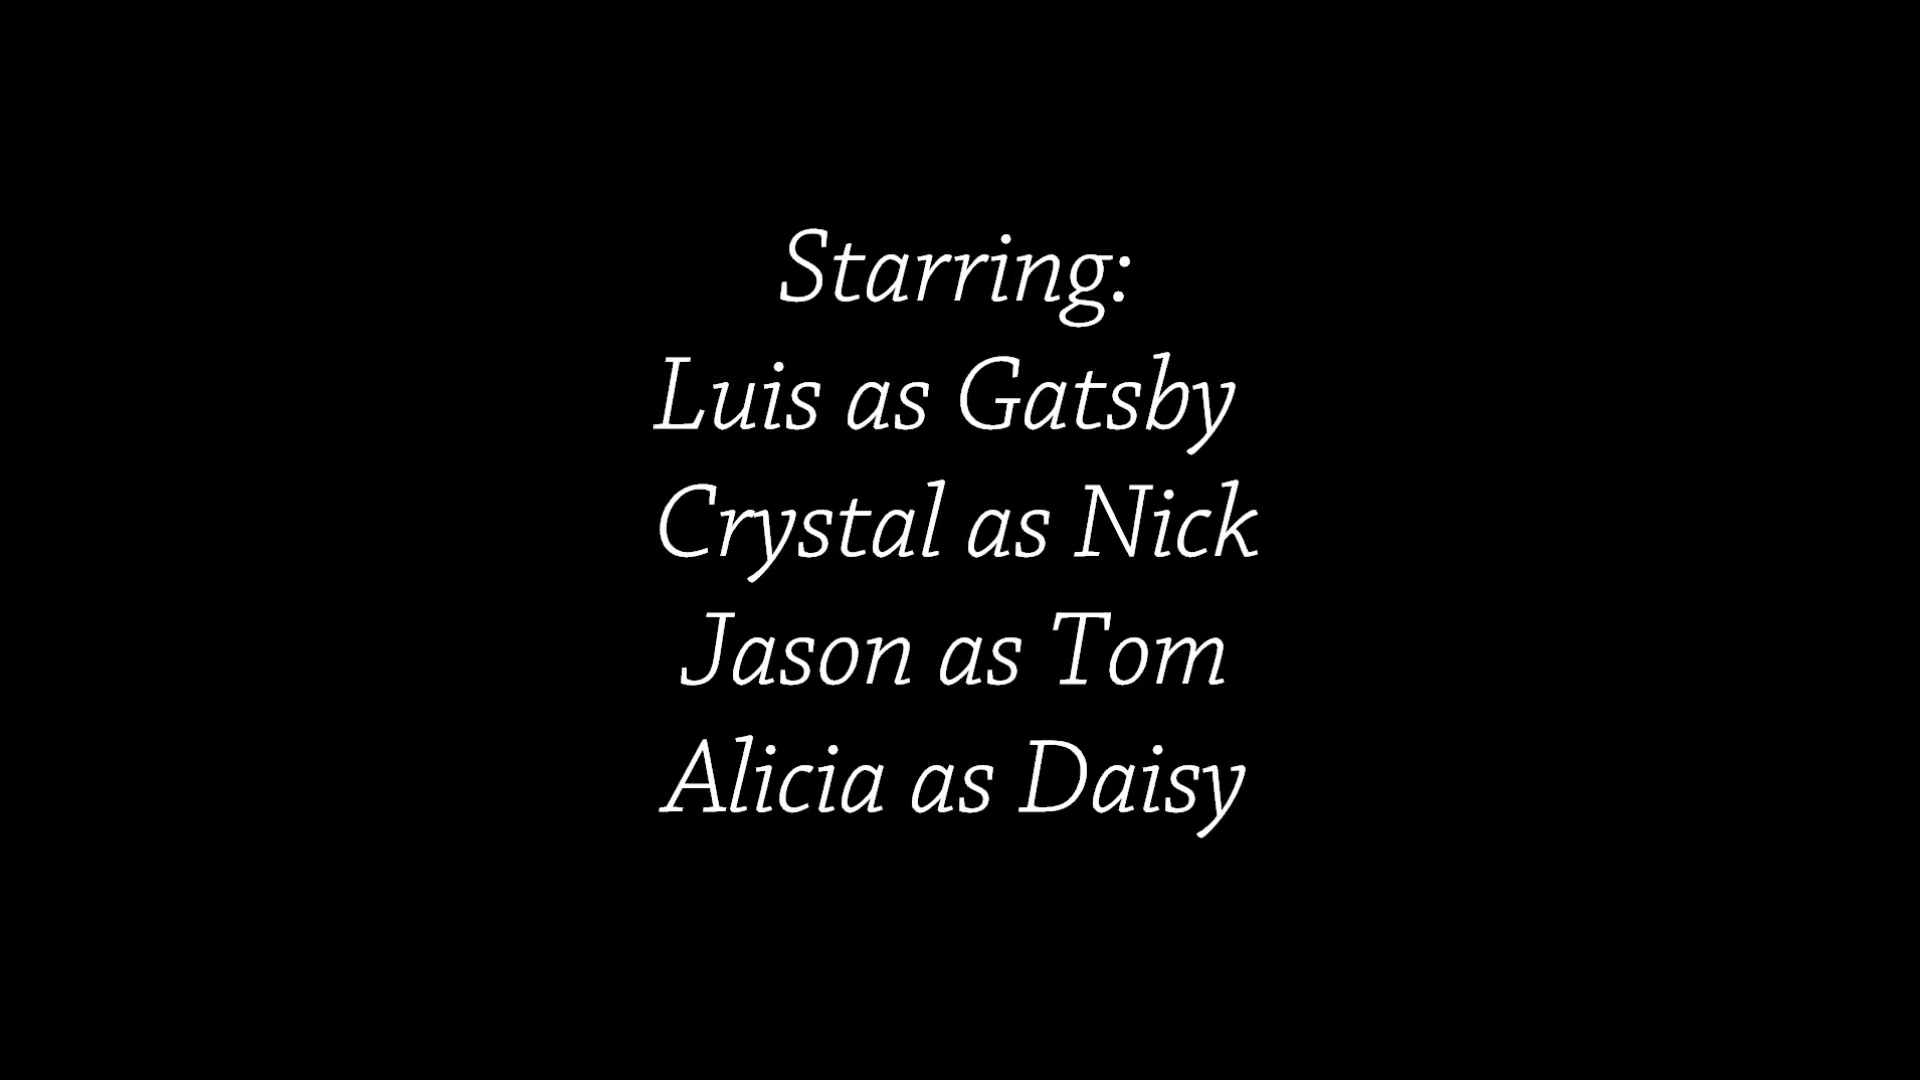 Starring:
Luis as Gatsby
Crystal as Nick
Jason as Tom
Alicia as Daisy